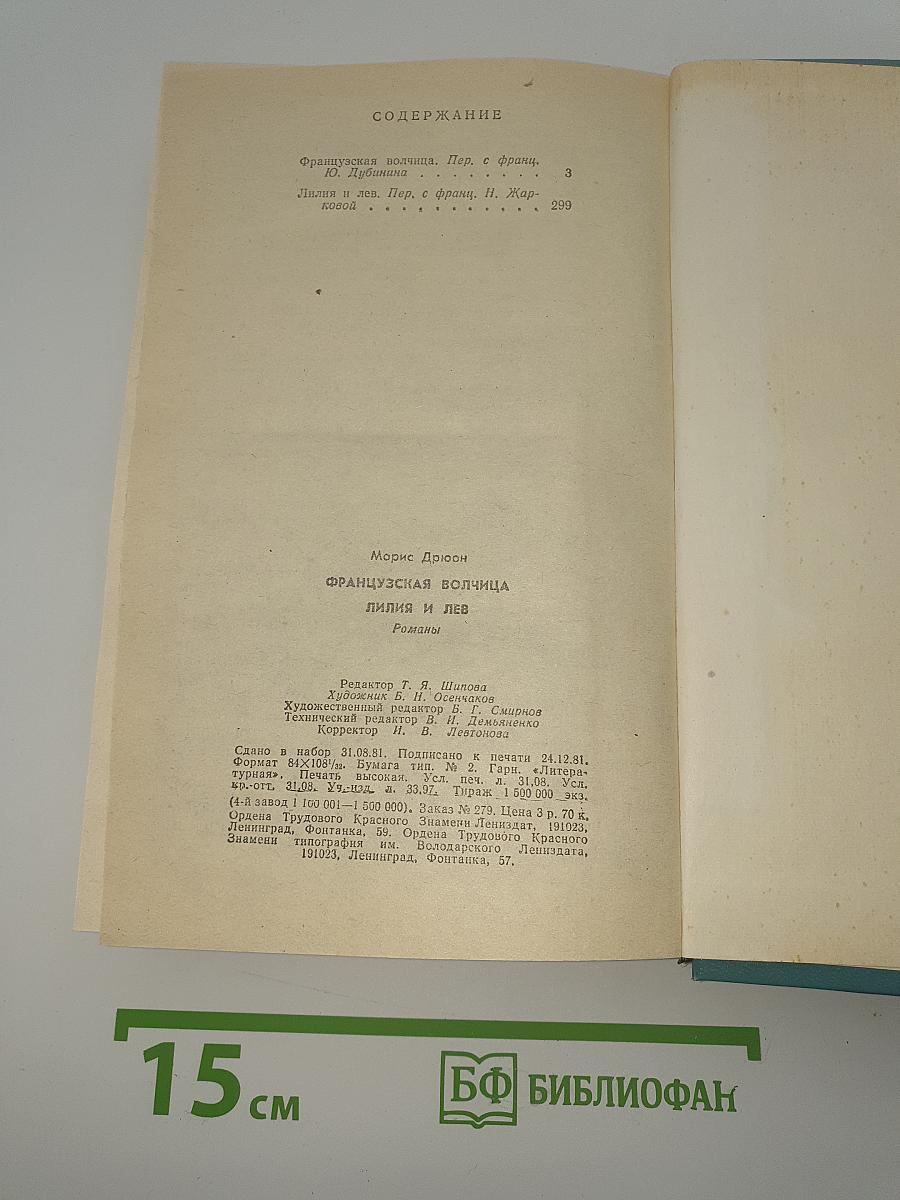 СОДЕРЖАНИЕ
Французская волчица. Пер. с франц.
Ю. Дубинина . . . . . . . . 3
Лилия и лев. Пер. с франц. Н. Жар-
ковой . . . . . . . . . . . 299
Морис Дрюон
ФРАНЦУЗСКАЯ ВОЛЧИЦА
ЛИЛИЯ И ЛЕВ
Романы
Редактор Т. Я. Шипова
Художник Б. Н. Осенчаков
Художественный редактор Б. Г. Смирнов
Технический редактор В. И. Демьяненко
Корректор И. В. Левтонова
Сдано в набор 31.08.81. Подписано к печати 24.12.81.
Формат 84×108¹/₃₂. Бумага тип. № 2. Гарн. «Литера-
турная». Печать высокая. Усл. печ. л. 31,08. Усл.
кр.-отт. 31,08. Уч.-изд. л. 33,97. Тираж 1 500 000 экз.
(4-й завод 1 100 001—1 500 000). Заказ № 279. Цена 3 р. 70 к.
Ордена Трудового Красного Знамени Лениздат, 191023,
Ленинград, Фонтанка, 59. Ордена Трудового Красного
Знамени типография им. Володарского Лениздата,
191023, Ленинград, Фонтанка, 57.
15 см
БФ БИБЛИОФАН